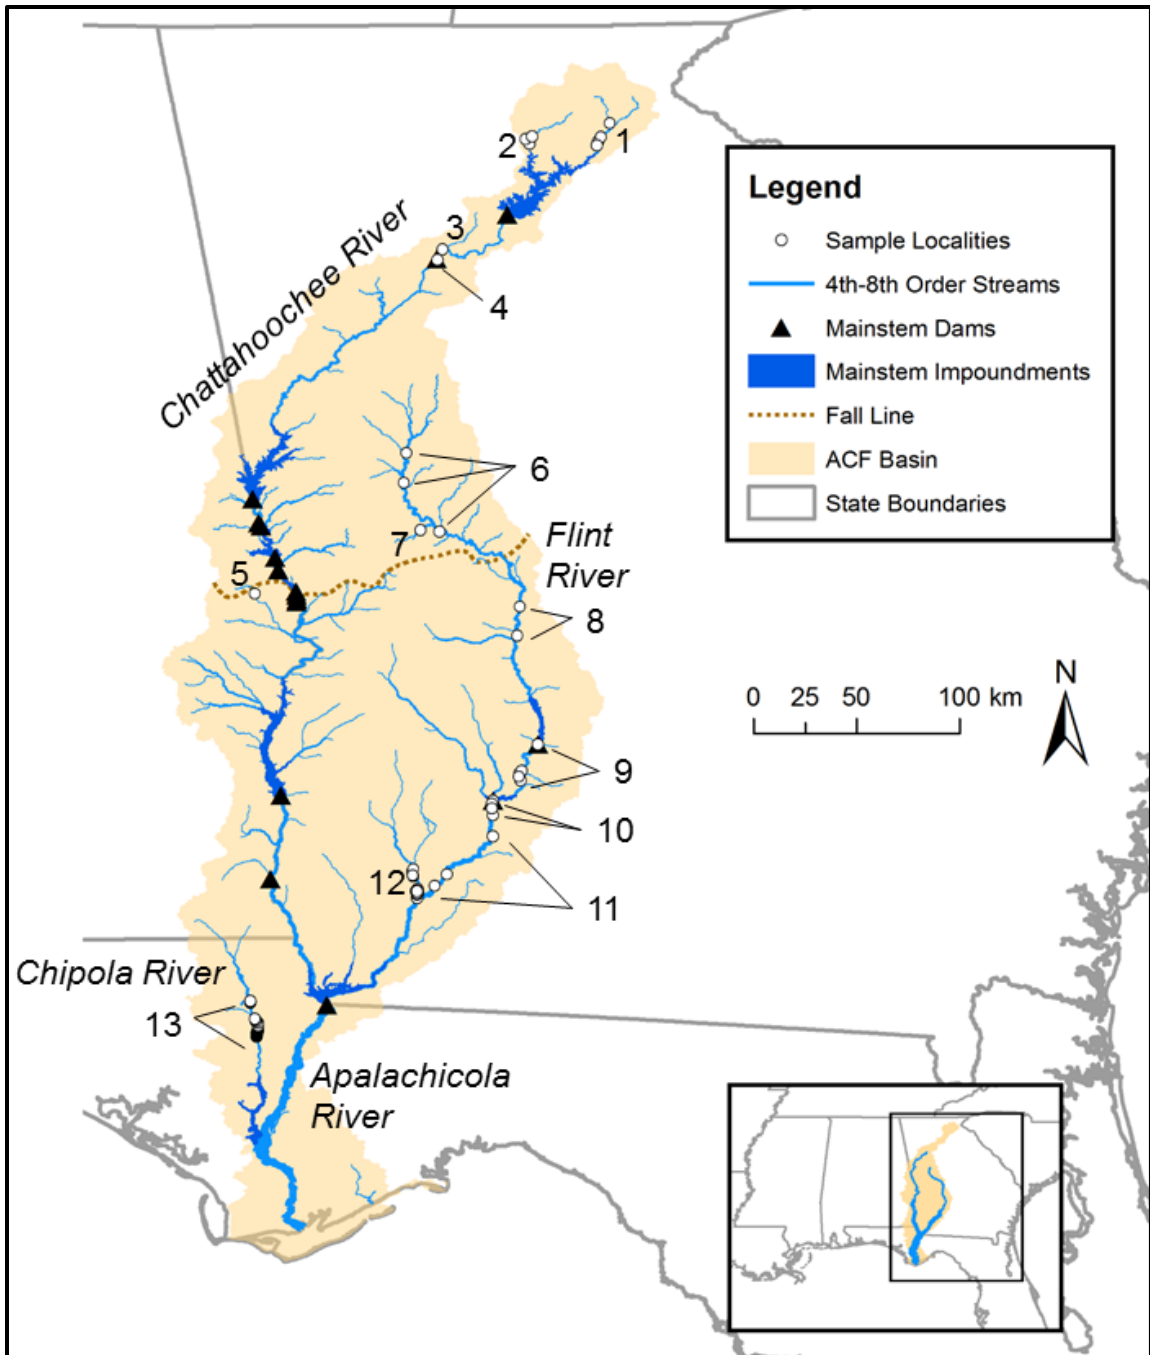 1
2
3
4
Chattahoochee River
Legend
Sample Localities
4th-8th Order Streams
Mainstem Dams
Mainstem Impoundments
Fall Line
ACF Basin
State Boundaries
6
7
Flint
River
5
8
N
0 25 50 100 km
9
10
12
11
Chipola River
13
Apalachicola
River